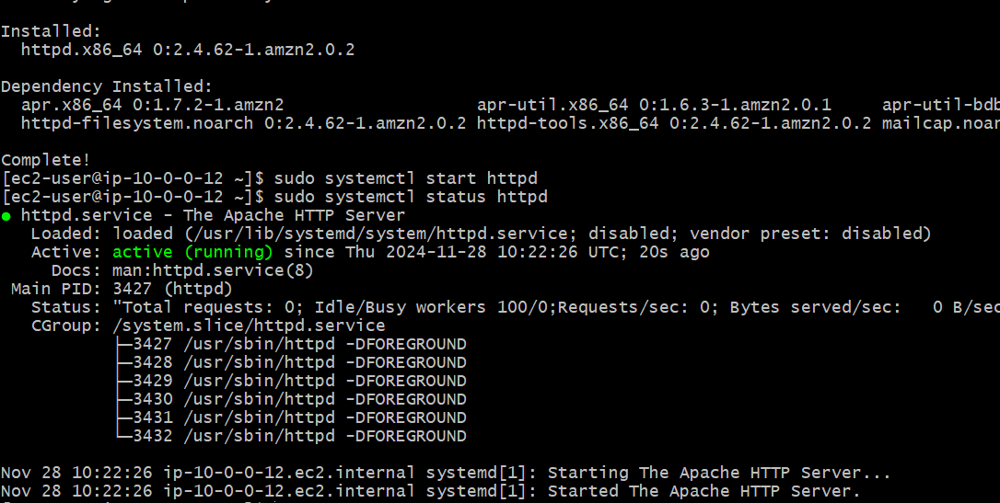 Installed:
httpd.x86_64 0:2.4.62-1.amzn2.0.2
Dependency Installed:
apr.x86_64 0:1.7.2-1.amzn2 apr-util.x86_64 0:1.6.3-1.amzn2.0.1 apr-util-bdb
httpd-filesystem.noarch 0:2.4.62-1.amzn2.0.2 httpd-tools.x86_64 0:2.4.62-1.amzn2.0.2 mailcap.noar
Complete!
[ec2-user@ip-10-0-0-12 ~]$ sudo systemctl start httpd
[ec2-user@ip-10-0-0-12 ~]$ sudo systemctl status httpd
● httpd.service - The Apache HTTP Server
Loaded: loaded (/usr/lib/systemd/system/httpd.service; disabled; vendor preset: disabled)
Active: active (running) since Thu 2024-11-28 10:22:26 UTC; 20s ago
Docs: man:httpd.service(8)
Main PID: 3427 (httpd)
Status: "Total requests: 0; Idle/Busy workers 100/0;Requests/sec: 0; Bytes served/sec:   0 B/sec
CGroup: /system.slice/httpd.service
├─3427 /usr/sbin/httpd -DFOREGROUND
├─3428 /usr/sbin/httpd -DFOREGROUND
├─3429 /usr/sbin/httpd -DFOREGROUND
├─3430 /usr/sbin/httpd -DFOREGROUND
├─3431 /usr/sbin/httpd -DFOREGROUND
└─3432 /usr/sbin/httpd -DFOREGROUND
Nov 28 10:22:26 ip-10-0-0-12.ec2.internal systemd[1]: Starting The Apache HTTP Server...
Nov 28 10:22:26 ip-10-0-0-12.ec2.internal systemd[1]: Started The Apache HTTP Server.